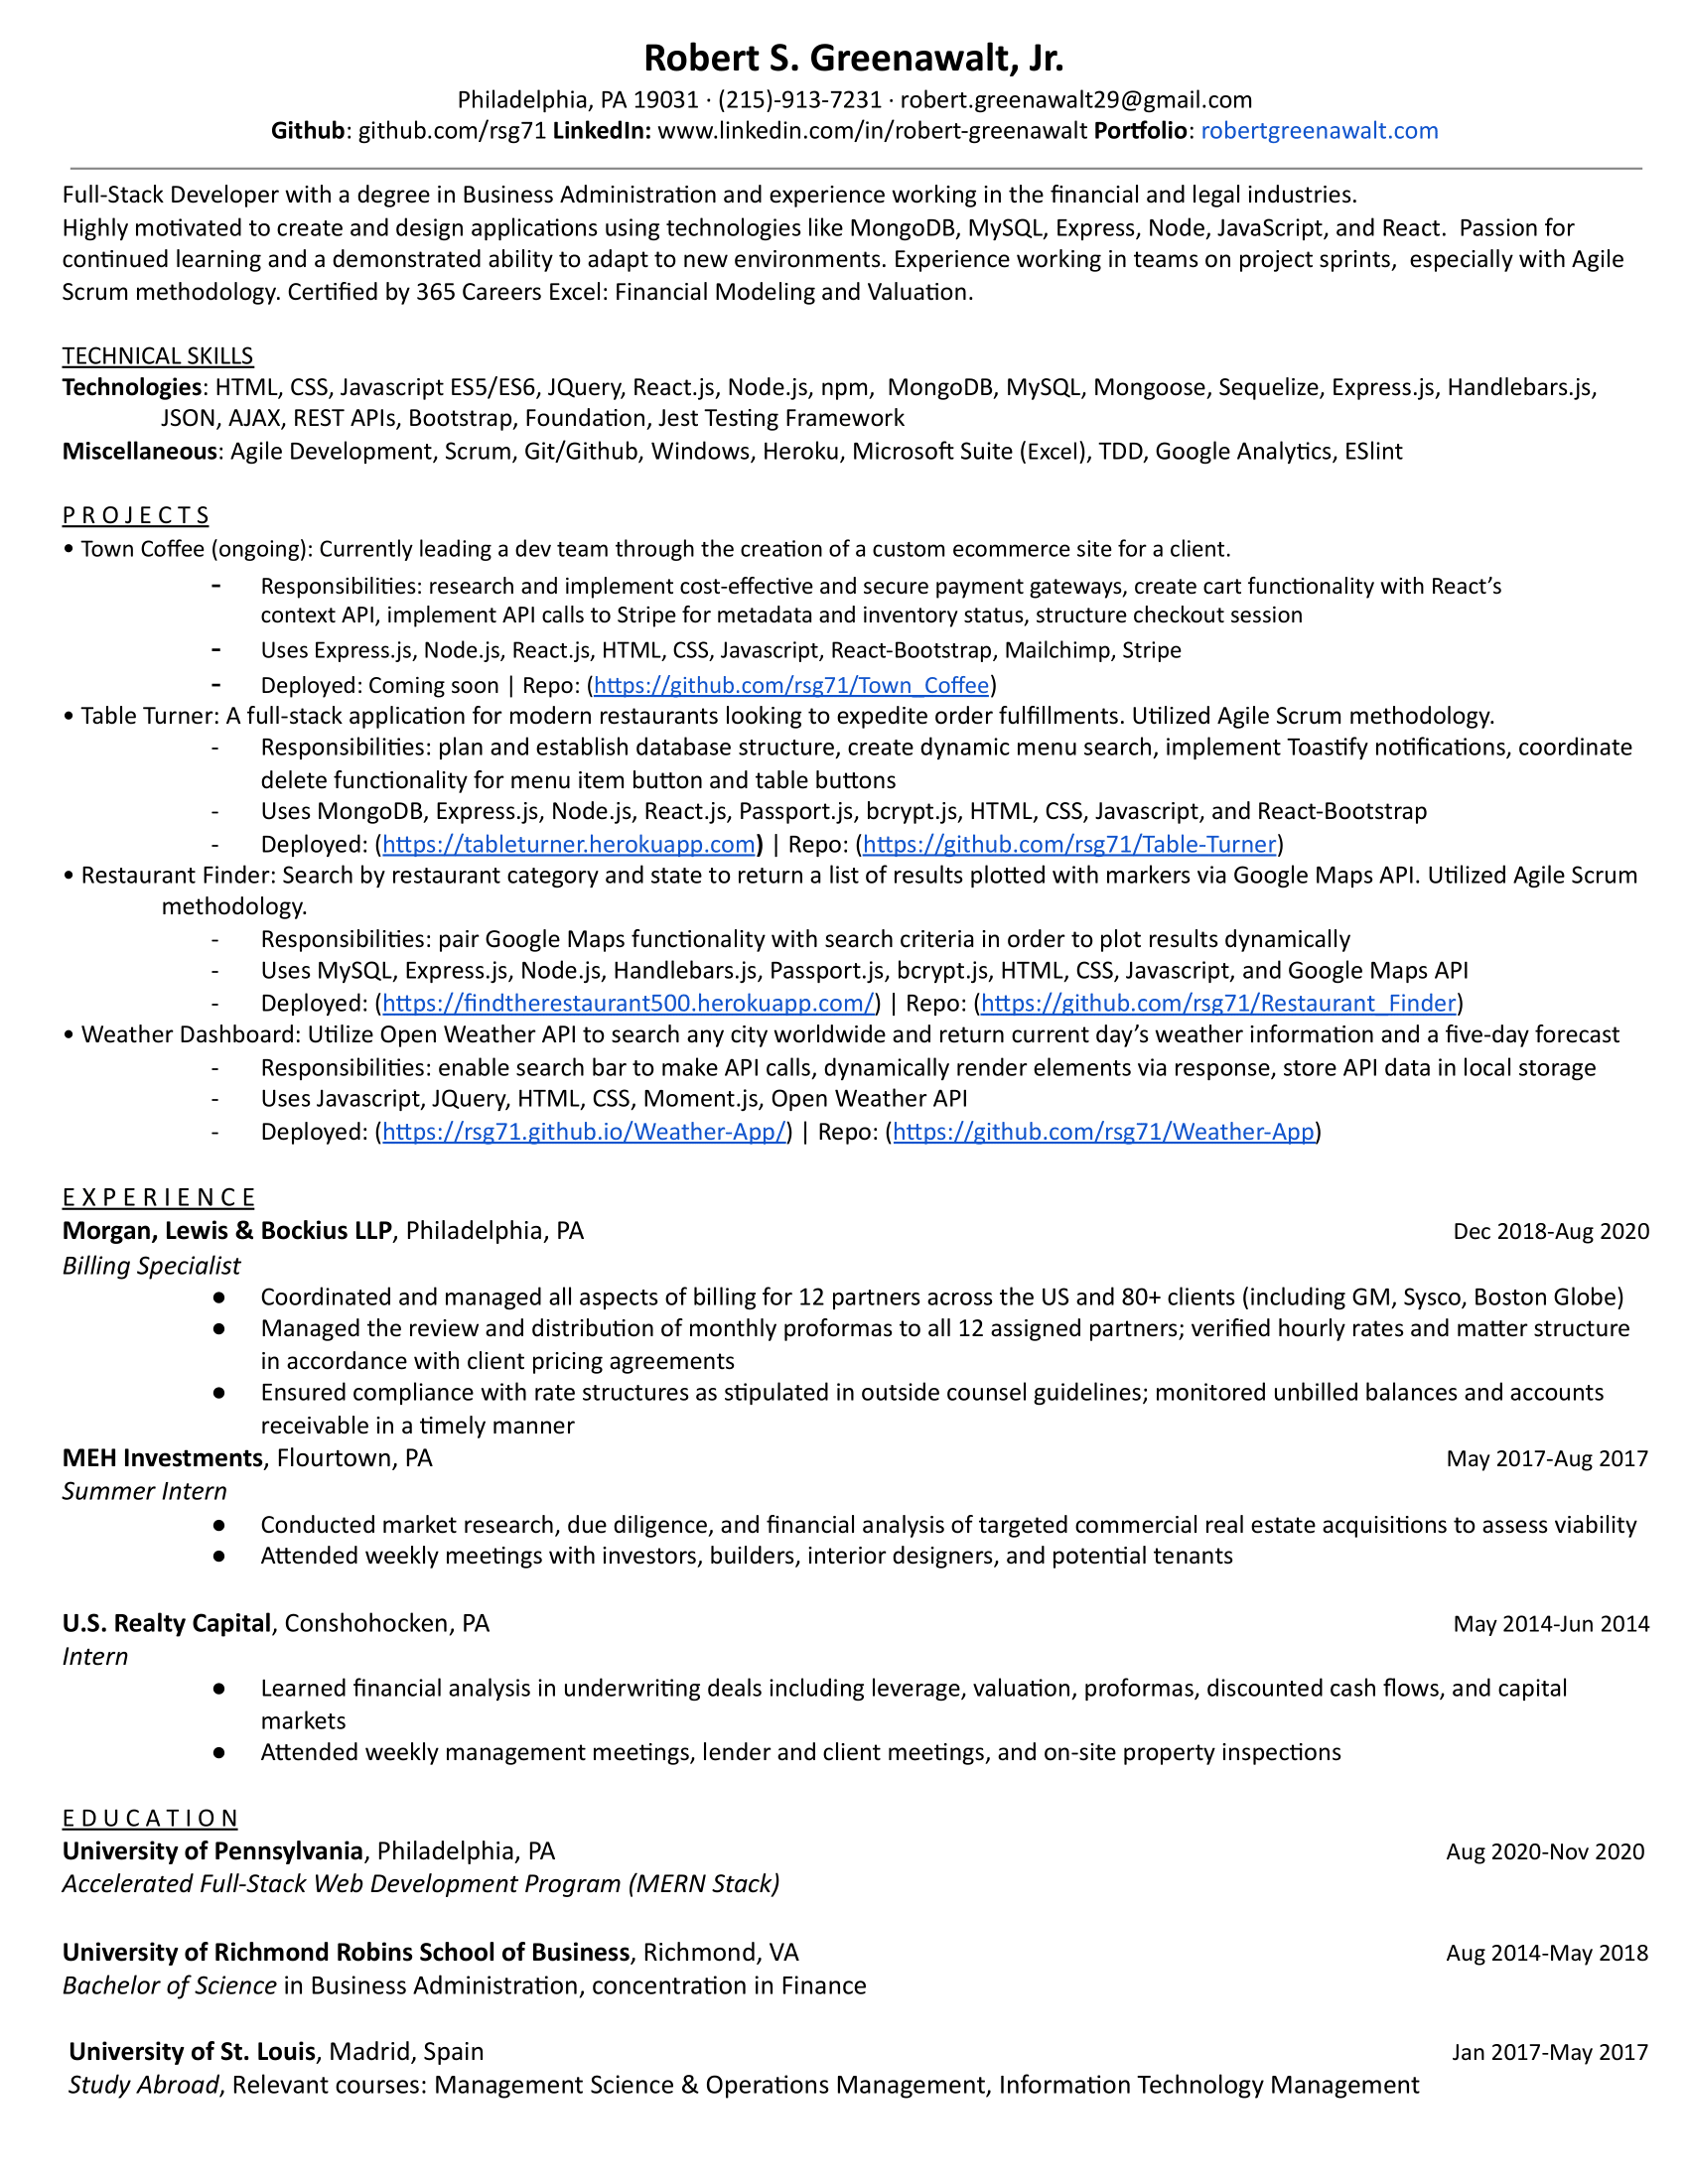 Robert S. Greenawalt, Jr.
Philadelphia, PA 19031 · (215)-913-7231 · robert.greenawalt29@gmail.com
Github: github.com/rsg71 LinkedIn: www.linkedin.com/in/robert-greenawalt Portfolio: robertgreenawalt.com
Full-Stack Developer with a degree in Business Administration and experience working in the financial and legal industries.
Highly motivated to create and design applications using technologies like MongoDB, MySQL, Express, Node, JavaScript, and React.  Passion for
continued learning and a demonstrated ability to adapt to new environments. Experience working in teams on project sprints,  especially with Agile
Scrum methodology. Certified by 365 Careers Excel: Financial Modeling and Valuation.
TECHNICAL SKILLS
Technologies: HTML, CSS, Javascript ES5/ES6, JQuery, React.js, Node.js, npm,  MongoDB, MySQL, Mongoose, Sequelize, Express.js, Handlebars.js,
JSON, AJAX, REST APIs, Bootstrap, Foundation, Jest Testing Framework
Miscellaneous: Agile Development, Scrum, Git/Github, Windows, Heroku, Microsoft Suite (Excel), TDD, Google Analytics, ESlint
P R O J E C T S
• Town Coffee (ongoing): Currently leading a dev team through the creation of a custom ecommerce site for a client.
- Responsibilities: research and implement cost-effective and secure payment gateways, create cart functionality with React’s
context API, implement API calls to Stripe for metadata and inventory status, structure checkout session
- Uses Express.js, Node.js, React.js, HTML, CSS, Javascript, React-Bootstrap, Mailchimp, Stripe
- Deployed: Coming soon | Repo: (https://github.com/rsg71/Town_Coffee)
• Table Turner: A full-stack application for modern restaurants looking to expedite order fulfillments. Utilized Agile Scrum methodology.
- Responsibilities: plan and establish database structure, create dynamic menu search, implement Toastify notifications, coordinate
delete functionality for menu item button and table buttons
- Uses MongoDB, Express.js, Node.js, React.js, Passport.js, bcrypt.js, HTML, CSS, Javascript, and React-Bootstrap
- Deployed: (https://tableturner.herokuapp.com) | Repo: (https://github.com/rsg71/Table-Turner)
• Restaurant Finder: Search by restaurant category and state to return a list of results plotted with markers via Google Maps API. Utilized Agile Scrum
methodology.
- Responsibilities: pair Google Maps functionality with search criteria in order to plot results dynamically
- Uses MySQL, Express.js, Node.js, Handlebars.js, Passport.js, bcrypt.js, HTML, CSS, Javascript, and Google Maps API
- Deployed: (https://findtherestaurant500.herokuapp.com/) | Repo: (https://github.com/rsg71/Restaurant_Finder)
• Weather Dashboard: Utilize Open Weather API to search any city worldwide and return current day’s weather information and a five-day forecast
- Responsibilities: enable search bar to make API calls, dynamically render elements via response, store API data in local storage
- Uses Javascript, JQuery, HTML, CSS, Moment.js, Open Weather API
- Deployed: (https://rsg71.github.io/Weather-App/) | Repo: (https://github.com/rsg71/Weather-App)
E X P E R I E N C E
Morgan, Lewis & Bockius LLP, Philadelphia, PA Dec 2018-Aug 2020
Billing Specialist
● Coordinated and managed all aspects of billing for 12 partners across the US and 80+ clients (including GM, Sysco, Boston Globe)
● Managed the review and distribution of monthly proformas to all 12 assigned partners; verified hourly rates and matter structure
in accordance with client pricing agreements
● Ensured compliance with rate structures as stipulated in outside counsel guidelines; monitored unbilled balances and accounts
receivable in a timely manner
MEH Investments, Flourtown, PA May 2017-Aug 2017
Summer Intern
● Conducted market research, due diligence, and financial analysis of targeted commercial real estate acquisitions to assess viability
● Attended weekly meetings with investors, builders, interior designers, and potential tenants
U.S. Realty Capital, Conshohocken, PA May 2014-Jun 2014
Intern
● Learned financial analysis in underwriting deals including leverage, valuation, proformas, discounted cash flows, and capital
markets
● Attended weekly management meetings, lender and client meetings, and on-site property inspections
E D U C A T I O N
University of Pennsylvania, Philadelphia, PA Aug 2020-Nov 2020
Accelerated Full-Stack Web Development Program (MERN Stack)
University of Richmond Robins School of Business, Richmond, VA Aug 2014-May 2018
Bachelor of Science in Business Administration, concentration in Finance
University of St. Louis, Madrid, Spain Jan 2017-May 2017
Study Abroad, Relevant courses: Management Science & Operations Management, Information Technology Management